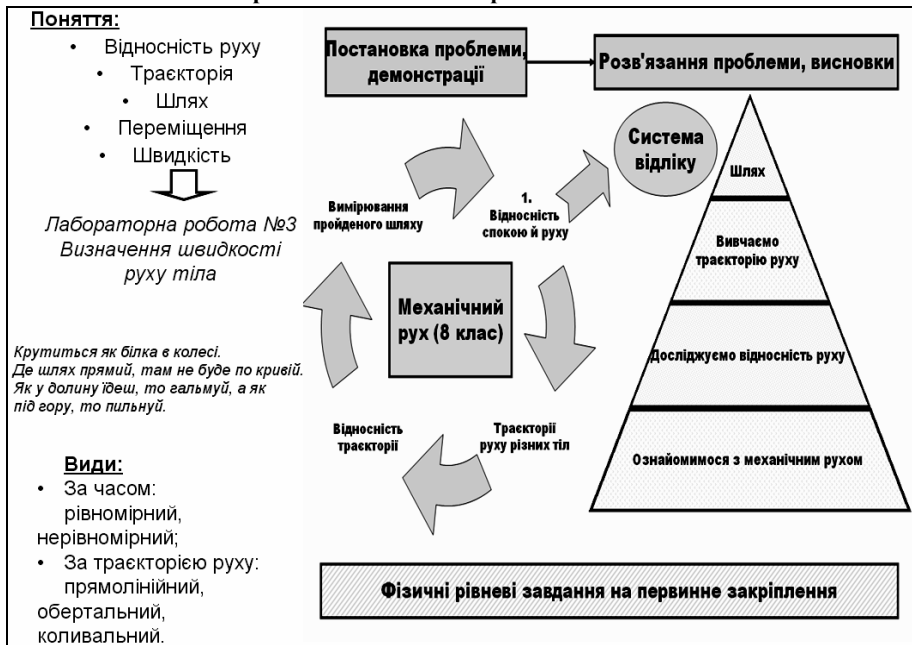 Поняття:
• Відносність руху
• Траєкторія
• Шлях
• Переміщення
• Швидкість
Лабораторна робота №3
Визначення швидкості
руху тіла
Крутиться як білка в колесі.
Де шлях прямий, там не буде по кривій.
Як у долину їдеш, то гальмуй, а як
під гору, то пильнуй.
Види:
• За часом:
рівномірний,
нерівномірний;
• За траєкторією руху:
прямолінійний,
обертальний,
коливальний.
Постановка проблеми,
демонстрації
Розв'язання проблеми, висновки
Система
відліку
Вимірювання
пройденого шляху
1.
Відносність
спокою й руху
Механічний
рух (8 клас)
Відносність
траєкторії
Траєкторії
руху різних тіл
Шлях
Вивчаємо
траєкторію руху
Досліджуємо відносність руху
Ознайомимося з механічним рухом
Фізичні рівневі завдання на первинне закріплення